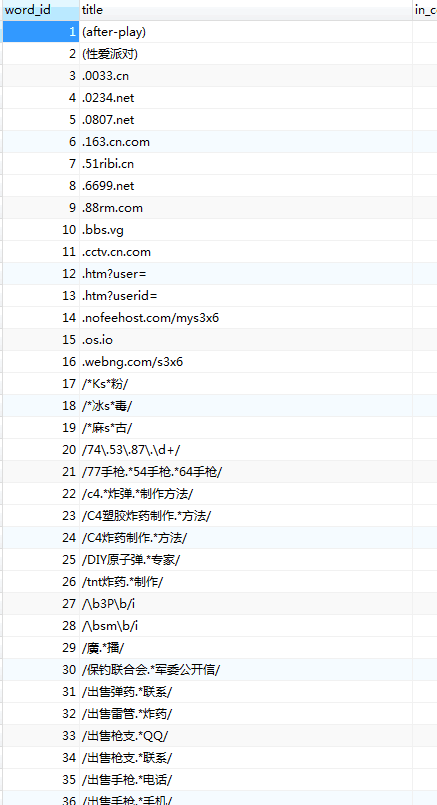 word_id title in_c
1 (after-play)
2 (性爱派对)
3 .0033.cn
4 .0234.net
5 .0807.net
6 .163.cn.com
7 .51ribi.cn
8 .6699.net
9 .88rm.com
10 .bbs.vg
11 .cctv.cn.com
12 .htm?user=
13 .htm?userid=
14 .nofeehost.com/mys3x6
15 .os.io
16 .webng.com/s3x6
17 /*Ks*粉/
18 /*冰s*毒/
19 /*麻s*古/
20 /74\.53\.87\.\d+/
21 /77手枪.*54手枪.*64手枪/
22 /c4.*炸弹.*制作方法/
23 /C4塑胶炸药制作.*方法/
24 /C4炸药制作.*方法/
25 /DIY原子弹.*专家/
26 /tnt炸药.*制作/
27 /\b3P\b/i
28 /\bsm\b/i
29 /廣.*播/
30 /保钓联合会.*军委公开信/
31 /出售弹药.*联系/
32 /出售雷管.*炸药/
33 /出售枪支.*QQ/
34 /出售枪支.*联系/
35 /出售手枪.*电话/
36 /出售手枪.*手机/